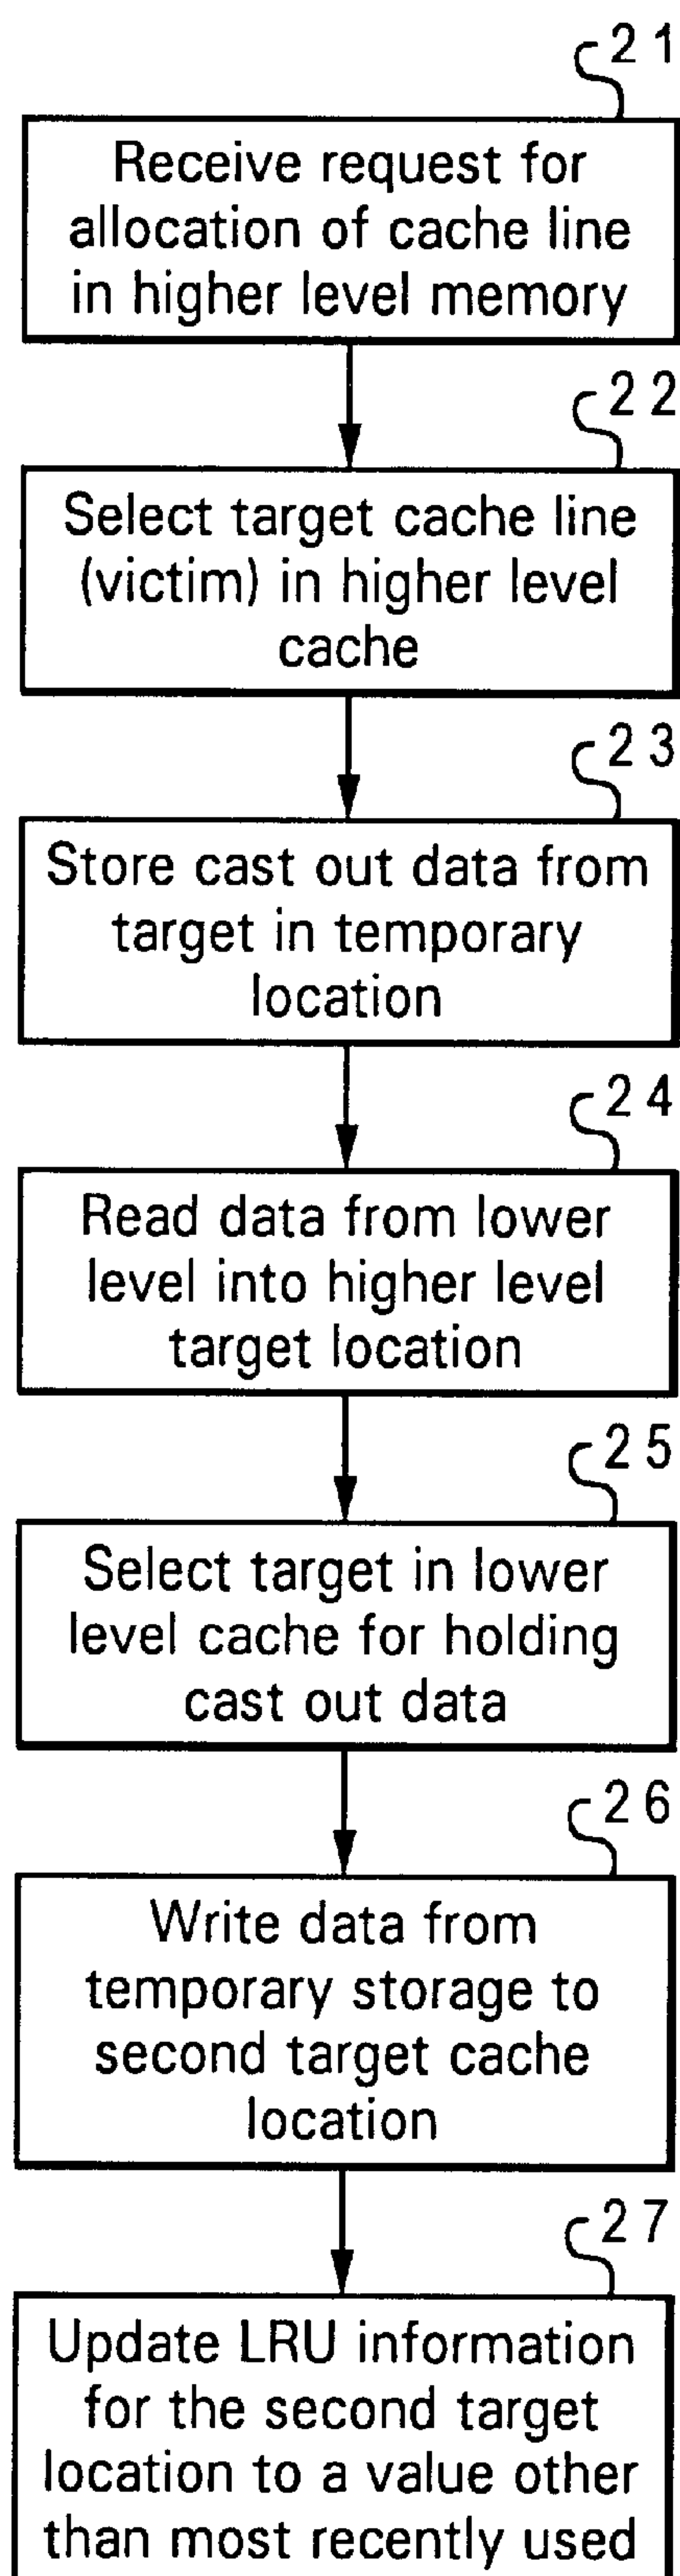 21
Receive request for
allocation of cache line
in higher level memory
22
Select target cache line
(victim) in higher level
cache
23
Store cast out data from
target in temporary
location
24
Read data from lower
level into higher level
target location
25
Select target in lower
level cache for holding
cast out data
26
Write data from
temporary storage to
second target cache
location
27
Update LRU information
for the second target
location to a value other
than most recently used